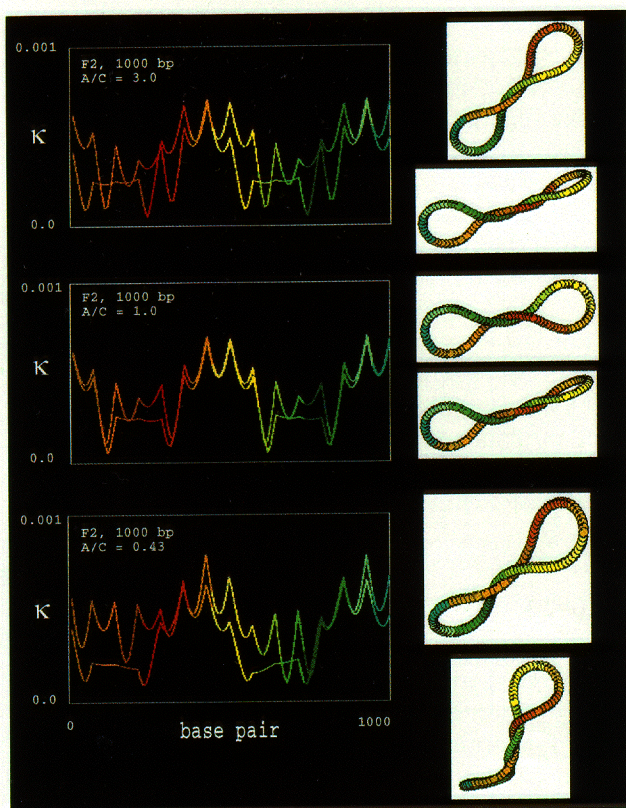 0.001
F2, 1000 bp
A/C = 3.0
κ
0.0
0.001
F2, 1000 bp
A/C = 1.0
κ
0.0
0.001
F2, 1000 bp
A/C = 0.43
κ
0.0
0 base pair 1000